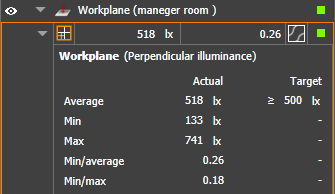 Workplane (maneger room )
518 lx 0.26
Workplane (Perpendicular illuminance)
Actual Target
Average 518 lx ≥ 500 lx
Min 133 lx -
Max 741 lx -
Min/average 0.26 -
Min/max 0.18 -